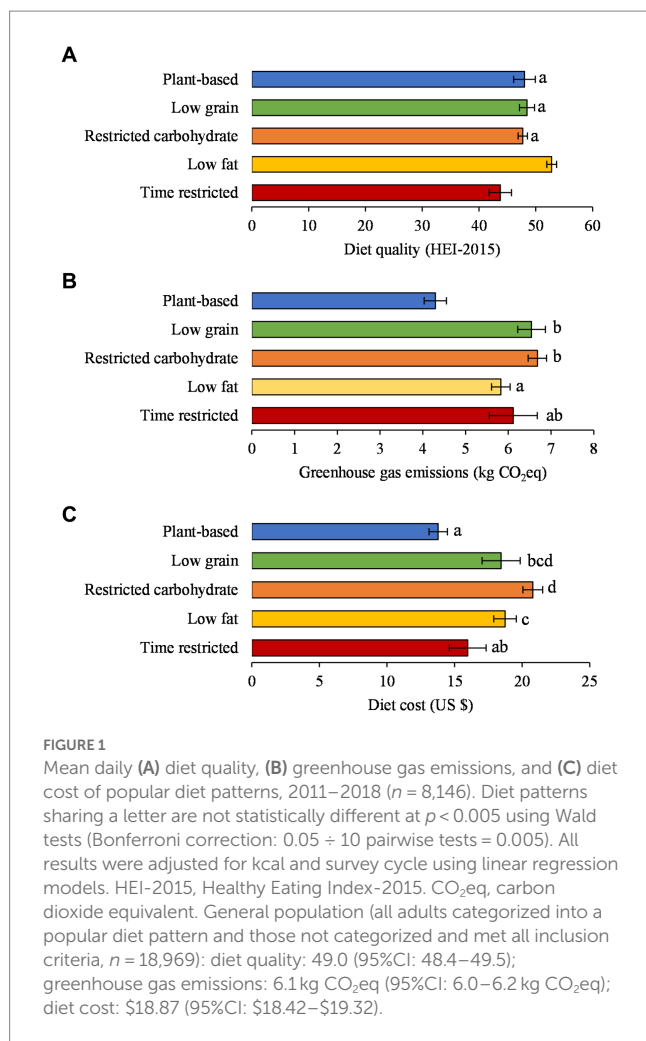 A
Plant-based
a
Low grain
a
Restricted carbohydrate
a
Low fat
Time restricted
0 10 20 30 40 50 60
Diet quality (HEI-2015)
B
Plant-based
Low grain
b
Restricted carbohydrate
b
Low fat
a
Time restricted
ab
0 1 2 3 4 5 6 7 8
Greenhouse gas emissions (kg CO₂eq)
C
Plant-based
a
Low grain
bcd
Restricted carbohydrate
d
Low fat
c
Time restricted
ab
0 5 10 15 20 25
Diet cost (US $)
FIGURE 1
Mean daily (A) diet quality, (B) greenhouse gas emissions, and (C) diet
cost of popular diet patterns, 2011–2018 (n = 8,146). Diet patterns
sharing a letter are not statistically different at p < 0.005 using Wald
tests (Bonferroni correction: 0.05 ÷ 10 pairwise tests = 0.005). All
results were adjusted for kcal and survey cycle using linear regression
models. HEI-2015, Healthy Eating Index-2015. CO₂eq, carbon
dioxide equivalent. General population (all adults categorized into a
popular diet pattern and those not categorized and met all inclusion
criteria, n = 18,969): diet quality: 49.0 (95%CI: 48.4–49.5);
greenhouse gas emissions: 6.1 kg CO₂eq (95%CI: 6.0–6.2 kg CO₂eq);
diet cost: $18.87 (95%CI: $18.42–$19.32).